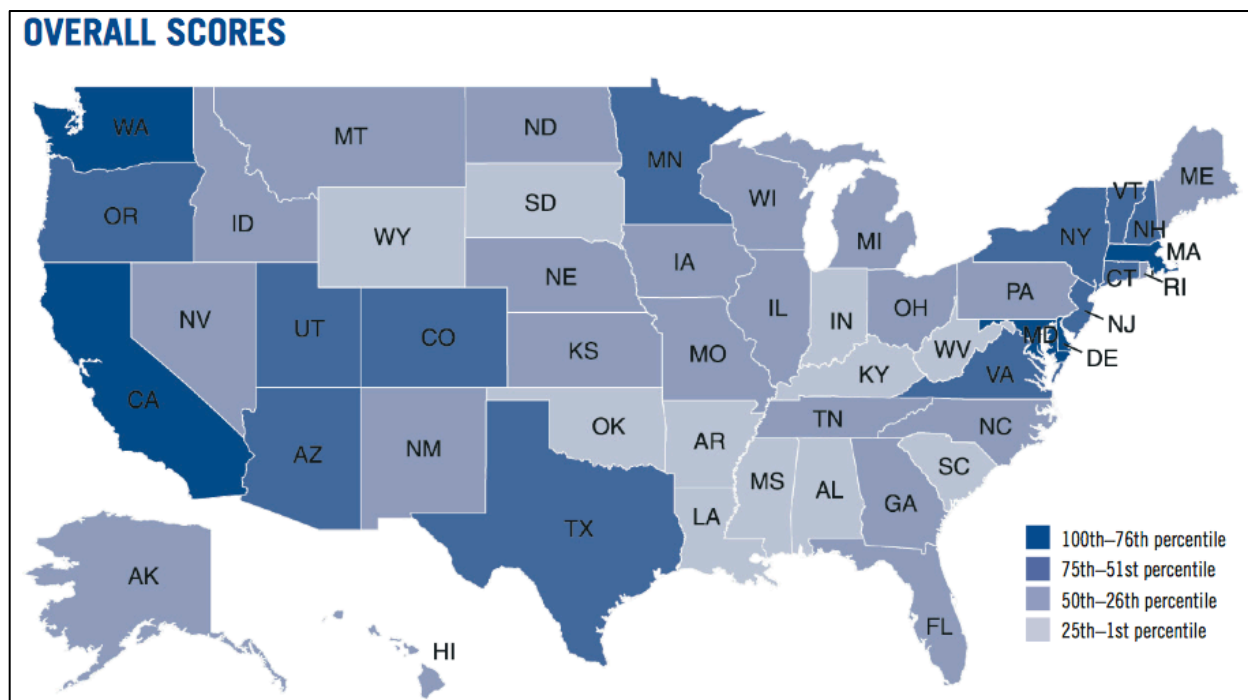 OVERALL SCORES
WA
MT
ND
MN
VT
ME
OR
ID
SD
WI
NH
WY
MI
NY
MA
IA
CT
RI
NE
PA
NV
UT
CO
IL
IN
OH
NJ
MD
DE
KS
MO
WV
KY
VA
CA
TN
NC
OK
AR
AZ
NM
SC
MS
AL
GA
TX
LA
AK
FL
HI
100th–76th percentile
75th–51st percentile
50th–26th percentile
25th–1st percentile